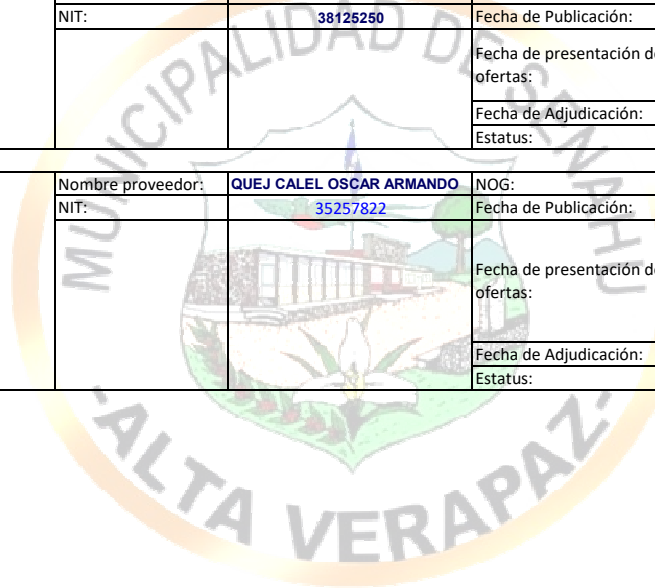 NIT: 38125250 Fecha de Publicación:
Fecha de presentación de
ofertas:
Fecha de Adjudicación:
Estatus:
Nombre proveedor: QUEJ CALEL OSCAR ARMANDO NOG:
NIT: 35257822 Fecha de Publicación:
Fecha de presentación de
ofertas:
Fecha de Adjudicación:
Estatus:
MUNICIPALIDAD DE SENAHU
-ALTA VERAPAZ-